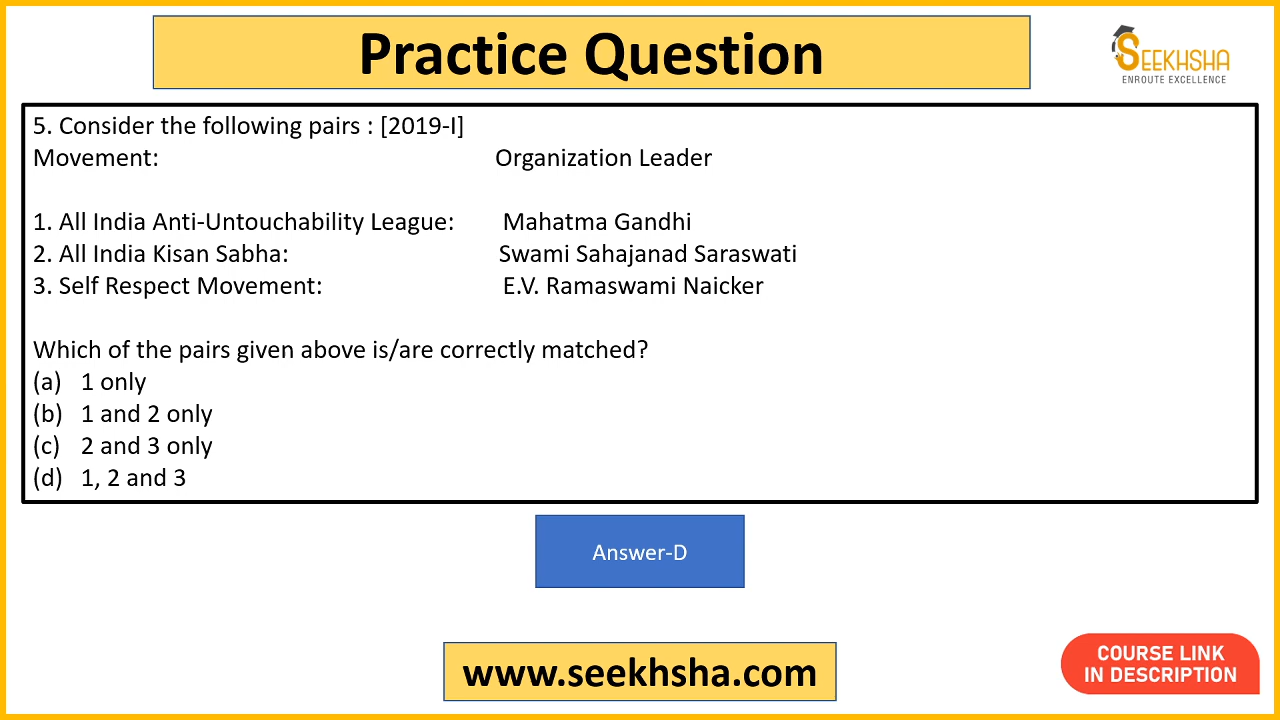 Practice Question
SEEKHSHA
ENROUTE EXCELLENCE
5. Consider the following pairs : [2019-I]
Movement: Organization Leader
1. All India Anti-Untouchability League: Mahatma Gandhi
2. All India Kisan Sabha: Swami Sahajanad Saraswati
3. Self Respect Movement: E.V. Ramaswami Naicker
Which of the pairs given above is/are correctly matched?
(a) 1 only
(b) 1 and 2 only
(c) 2 and 3 only
(d) 1, 2 and 3
Answer-D
www.seekhsha.com
COURSE LINK
IN DESCRIPTION